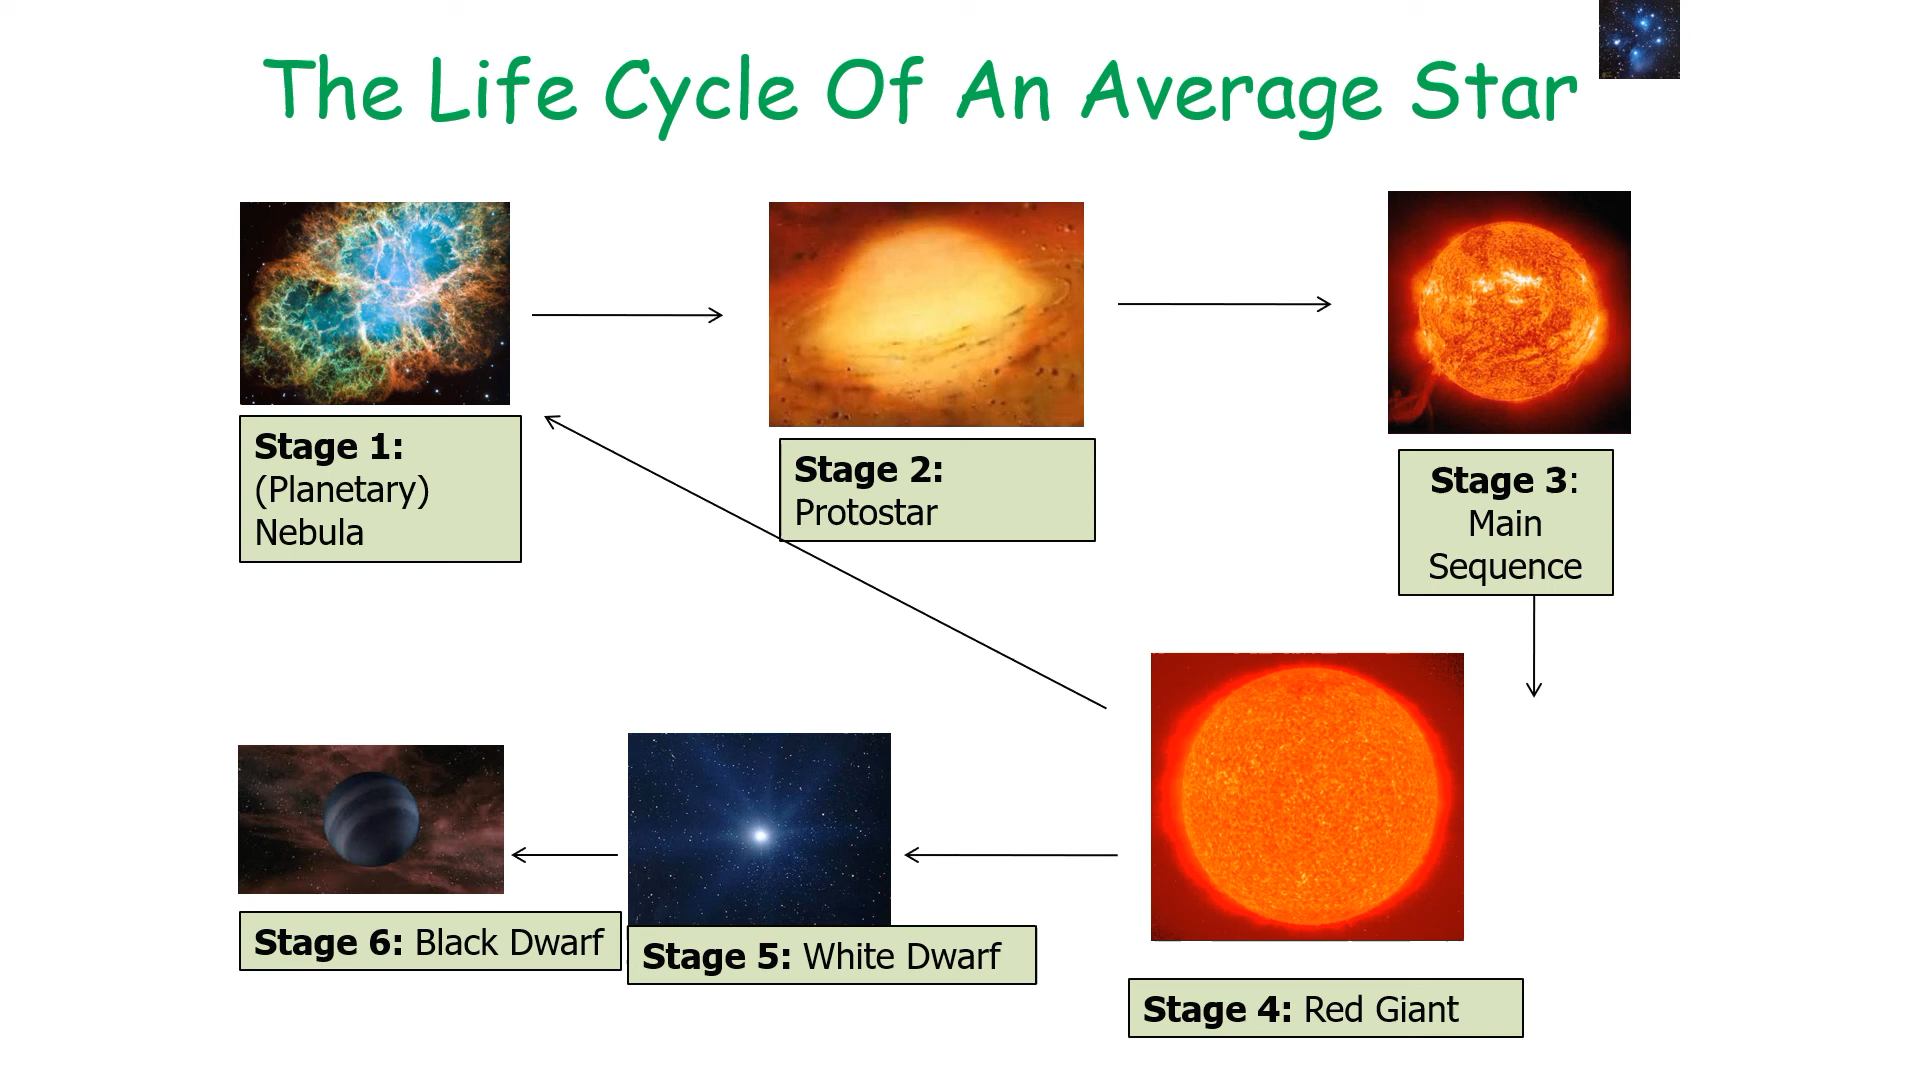 The Life Cycle Of An Average Star
Stage 1:
(Planetary)
Nebula
Stage 2:
Protostar
Stage 3:
Main
Sequence
Stage 6: Black Dwarf
Stage 5: White Dwarf
Stage 4: Red Giant